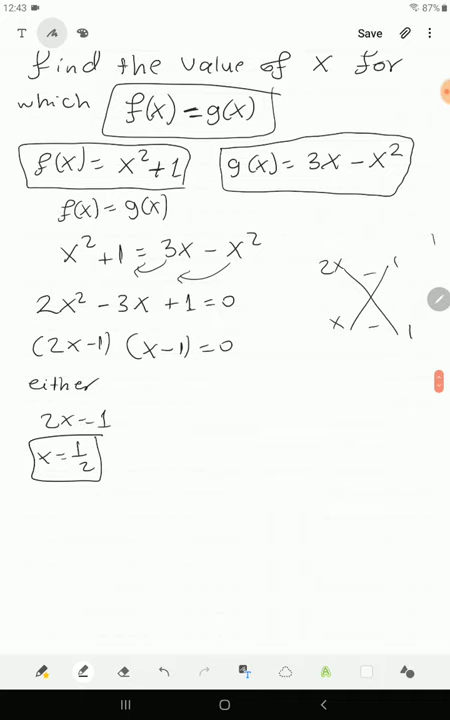 12:43 87%
T Save
find the value of x for
which f(x) = g(x)
f(x) = x²+1 g(x) = 3x − x²
f(x) = g(x)
x² + 1 = 3x − x²
2x² − 3x + 1 = 0
(2x−1) (x−1) = 0
2x − 1
x − 1
either
2x = 1
x = 1/2